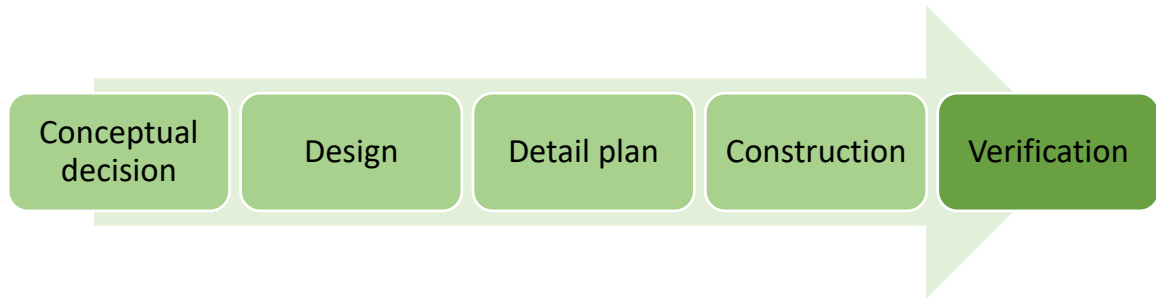 Conceptual
decision
Design
Detail plan
Construction
Verification